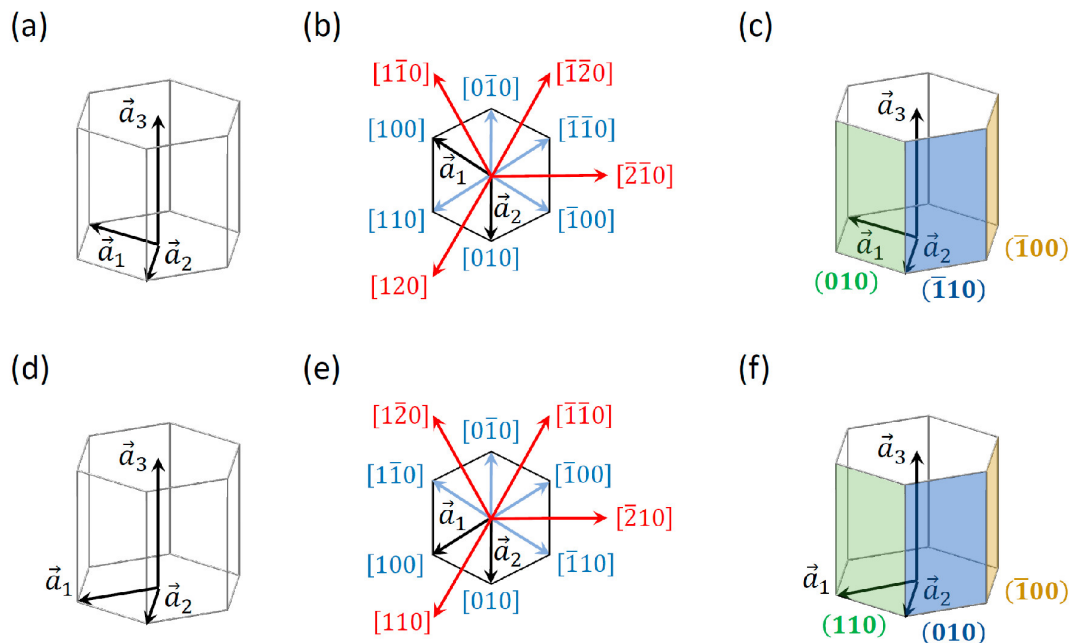 (a)
(b)
(c)
a⃗₃
a⃗₁
a⃗₂
[11̄0]
[01̄0]
[1̄2̄0]
[100]
[1̄1̄0]
a⃗₁
[2̄1̄0]
a⃗₂
[110]
[1̄00]
[010]
[120]
a⃗₃
a⃗₁
a⃗₂
(1̄00)
(010)
(1̄10)
(d)
(e)
(f)
a⃗₃
a⃗₁
a⃗₂
[12̄0]
[01̄0]
[1̄1̄0]
[11̄0]
[1̄00]
a⃗₁
[2̄10]
a⃗₂
[100]
[1̄10]
[010]
[110]
a⃗₃
a⃗₁
a⃗₂
(1̄00)
(110)
(010)